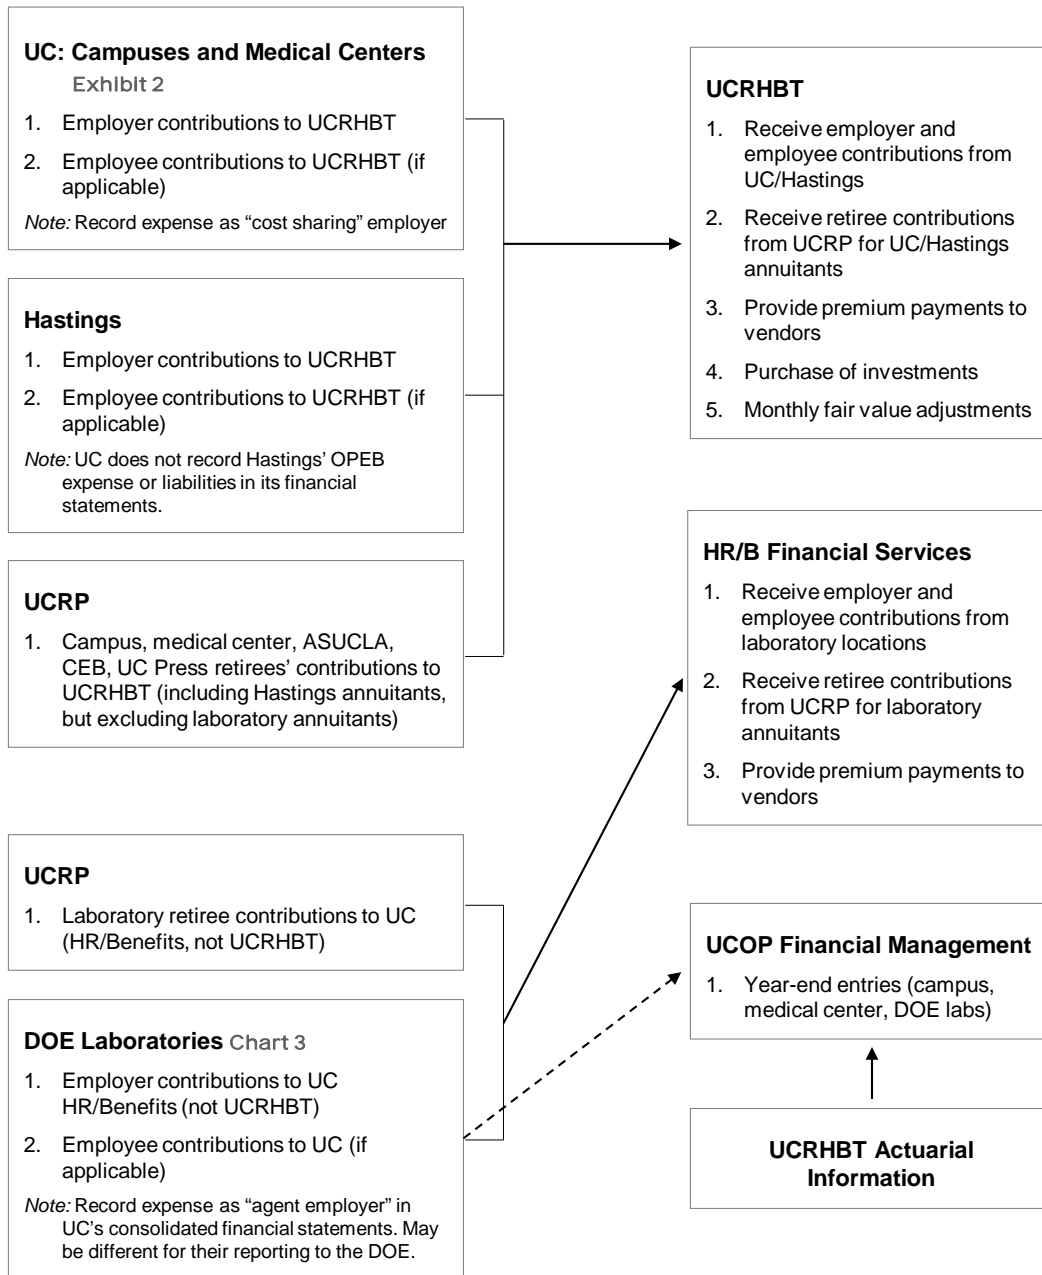 UC: Campuses and Medical Centers
Exhibit 2
1. Employer contributions to UCRHBT
2. Employee contributions to UCRHBT (if
applicable)
Note: Record expense as “cost sharing” employer
Hastings
1. Employer contributions to UCRHBT
2. Employee contributions to UCRHBT (if
applicable)
Note: UC does not record Hastings’ OPEB
expense or liabilities in its financial
statements.
UCRP
1. Campus, medical center, ASUCLA,
CEB, UC Press retirees’ contributions to
UCRHBT (including Hastings annuitants,
but excluding laboratory annuitants)
UCRP
1. Laboratory retiree contributions to UC
(HR/Benefits, not UCRHBT)
DOE Laboratories Chart 3
1. Employer contributions to UC
HR/Benefits (not UCRHBT)
2. Employee contributions to UC (if
applicable)
Note: Record expense as “agent employer” in
UC’s consolidated financial statements. May
be different for their reporting to the DOE.
UCRHBT
1. Receive employer and
employee contributions from
UC/Hastings
2. Receive retiree contributions
from UCRP for UC/Hastings
annuitants
3. Provide premium payments to
vendors
4. Purchase of investments
5. Monthly fair value adjustments
HR/B Financial Services
1. Receive employer and
employee contributions from
laboratory locations
2. Receive retiree contributions
from UCRP for laboratory
annuitants
3. Provide premium payments to
vendors
UCOP Financial Management
1. Year-end entries (campus,
medical center, DOE labs)
UCRHBT Actuarial
Information